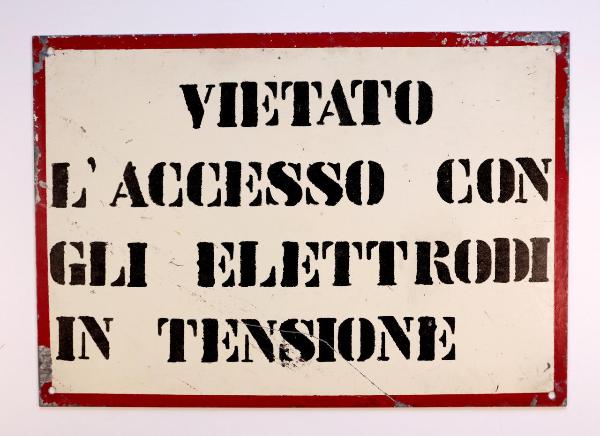 VIETATO
L'ACCESSO CON
GLI ELETTRODI
IN TENSIONE